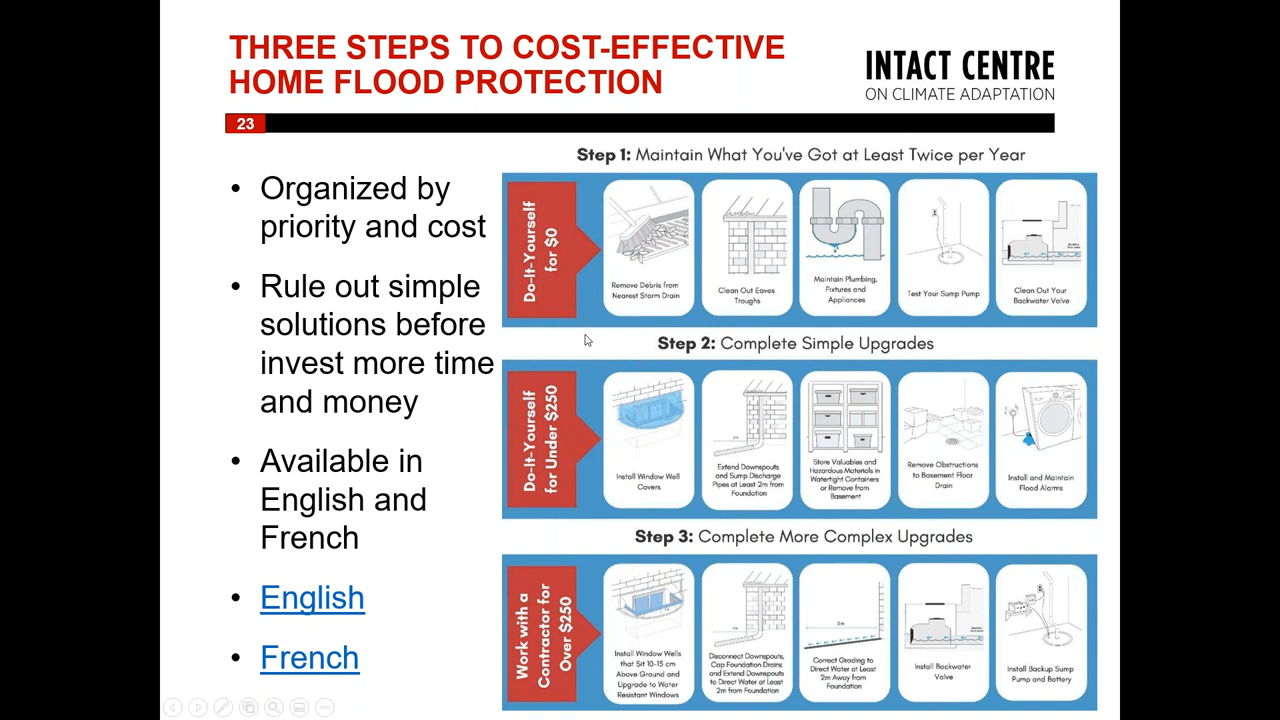 THREE STEPS TO COST-EFFECTIVE
HOME FLOOD PROTECTION
INTACT CENTRE
ON CLIMATE ADAPTATION
23
• Organized by
priority and cost
• Rule out simple
solutions before
invest more time
and money
• Available in
English and
French
• English
• French
Step 1: Maintain What You've Got at Least Twice per Year
Do-It-Yourself
for $0
Remove Debris from
Nearest Storm Drain
Clean Out Eaves
Troughs
Maintain Plumbing,
Fixtures and
Appliances
Test Your Sump Pump
Clean Out Your
Backwater Valve
Step 2: Complete Simple Upgrades
Do-It-Yourself
for Under $250
Install Window Well
Covers
Extend Downspouts
and Sump Discharge
Pipes at Least 2m from
Foundation
Store Valuables and
Hazardous Materials in
Watertight Containers
or Remove from
Basement
Remove Obstructions
to Basement Floor
Drain
Install and Maintain
Flood Alarms
Step 3: Complete More Complex Upgrades
Work with a
Contractor for
Over $250
Install Window Wells
that Sit 10-15 cm
Above Ground and
Upgrade to Water
Resistant Windows
Disconnect Downspouts,
Cap Foundation Drains
and Extend Downspouts
to Direct Water at Least
2m from Foundation
2m
Correct Grading to
Direct Water at Least
2m Away from
Foundation
Install Backwater
Valve
Install Backup Sump
Pump and Battery